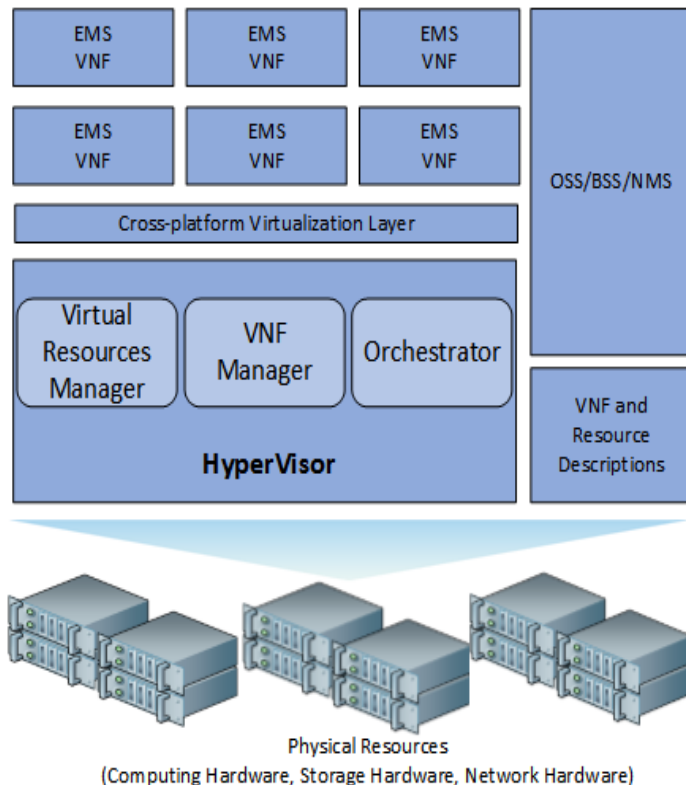 EMS
VNF
EMS
VNF
EMS
VNF
EMS
VNF
EMS
VNF
EMS
VNF
OSS/BSS/NMS
Cross-platform Virtualization Layer
Virtual
Resources
Manager
VNF
Manager
Orchestrator
HyperVisor
VNF and
Resource
Descriptions
Physical Resources
(Computing Hardware, Storage Hardware, Network Hardware)